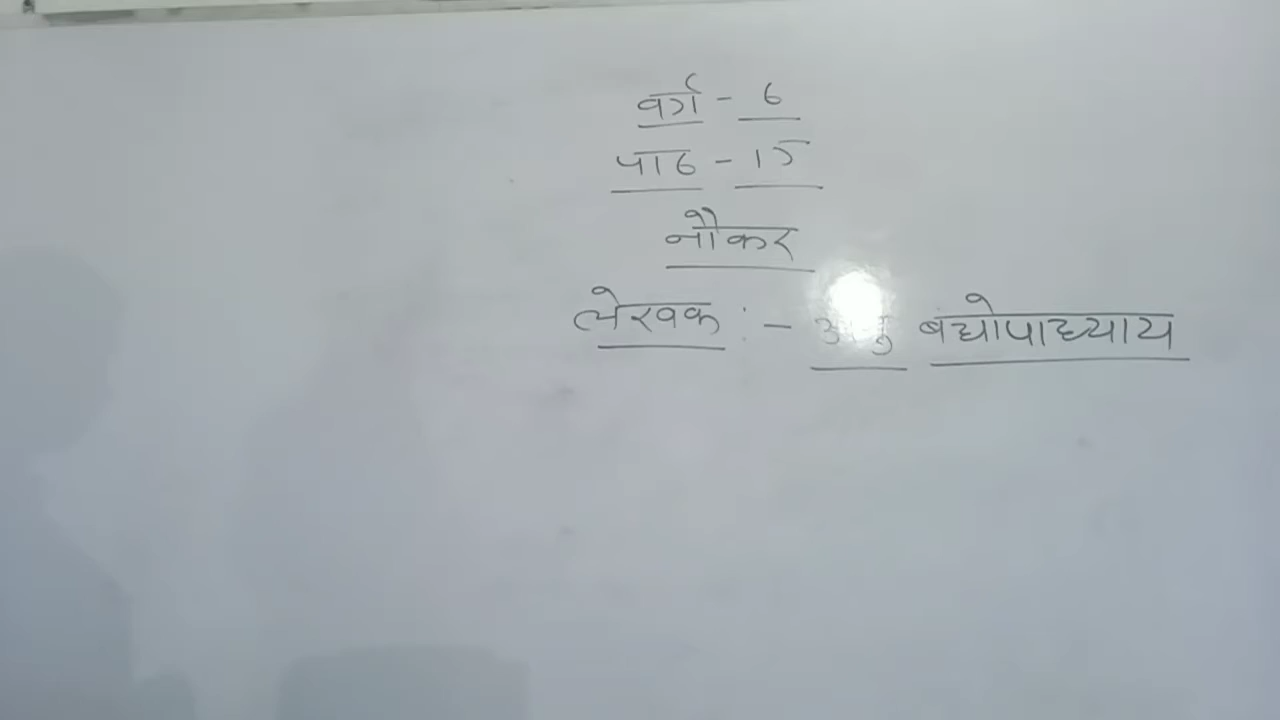 वर्ग - 6
पाठ - 15
नौकर
लेखक :- बंद्योपाध्याय